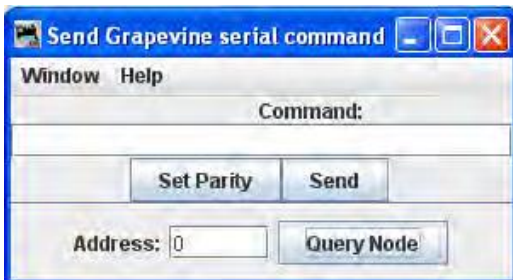 Send Grapevine serial command
Window Help
Command:
Set Parity Send
Address: 0 Query Node